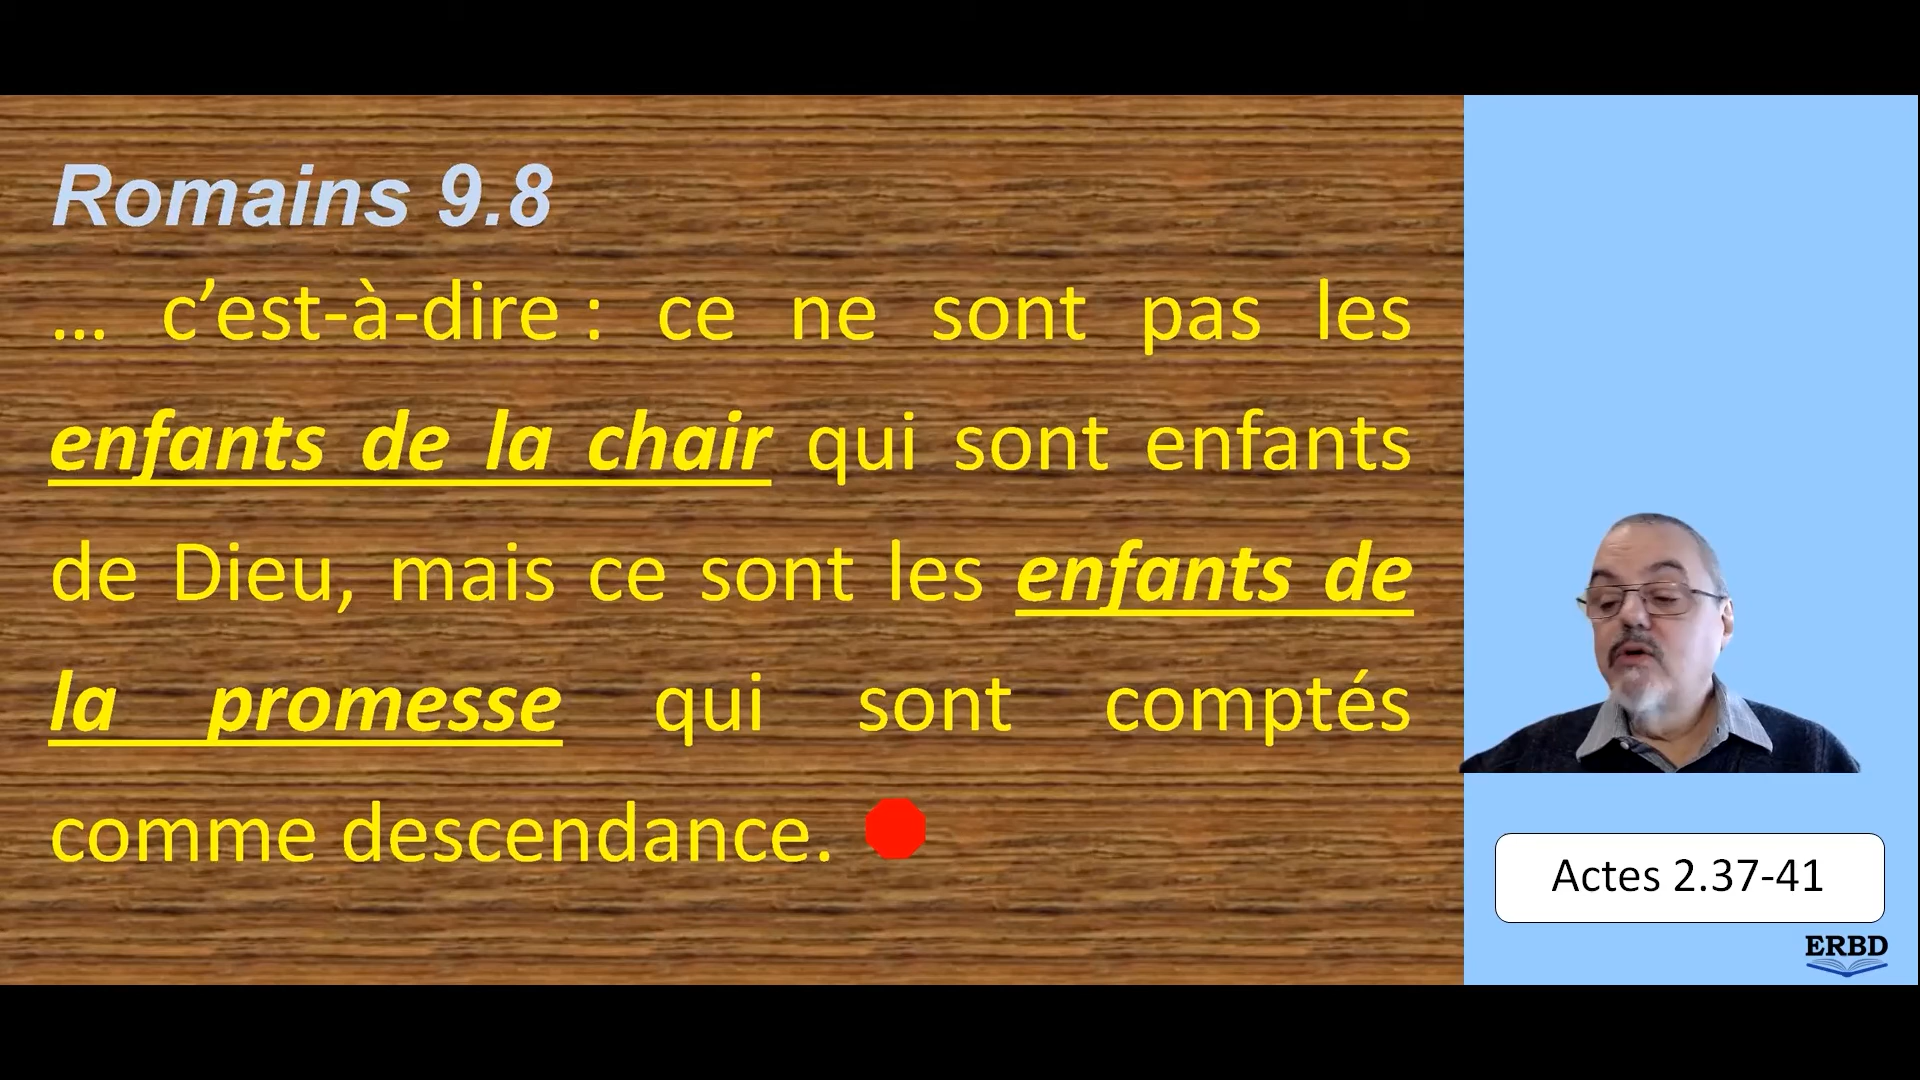 Romains 9.8
… c’est-à-dire : ce ne sont pas les
enfants de la chair qui sont enfants
de Dieu, mais ce sont les enfants de
la promesse qui sont comptés
comme descendance.
Actes 2.37-41
ERBD